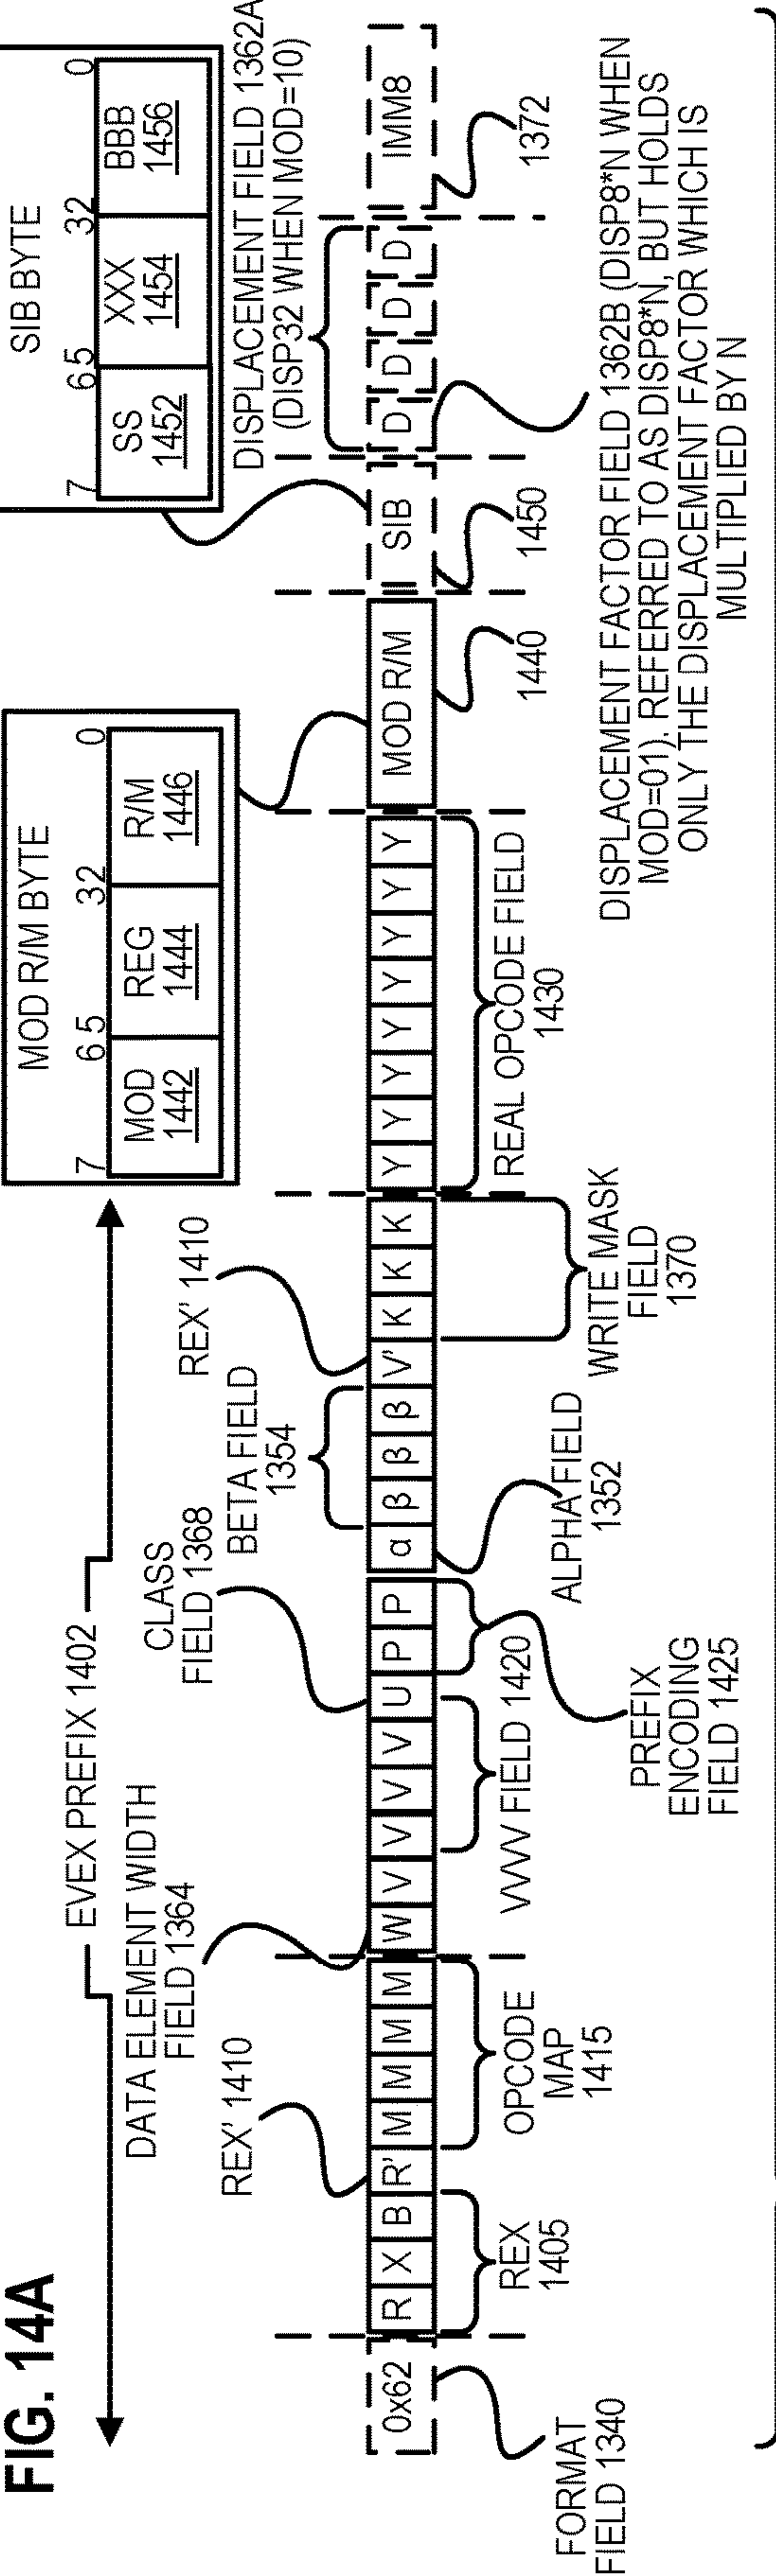 FIG. 14A
EVEX PREFIX 1402
MOD R/M BYTE
7 6 5 3 2 0
MOD
1442
REG
1444
R/M
1446
SIB BYTE
7 6 5 3 2 0
SS
1452
XXX
1454
BBB
1456
DATA ELEMENT WIDTH
FIELD 1364
REX' 1410
CLASS
FIELD 1368
BETA FIELD
1354
REX' 1410
DISPLACEMENT FIELD 1362A
(DISP32 WHEN MOD=10)
0x62 R X B R' M M M M W V V V V U P P α β β β V' K K K Y Y Y Y Y Y Y Y MOD R/M SIB D D D D IMM8
FORMAT
FIELD 1340
REX
1405
OPCODE
MAP
1415
VVVV FIELD 1420
PREFIX
ENCODING
FIELD 1425
ALPHA FIELD
1352
WRITE MASK
FIELD
1370
REAL OPCODE FIELD
1430
1440
1450
1372
DISPLACEMENT FACTOR FIELD 1362B (DISP8*N WHEN
MOD=01). REFERRED TO AS DISP8*N, BUT HOLDS
ONLY THE DISPLACEMENT FACTOR WHICH IS
MULTIPLIED BY N